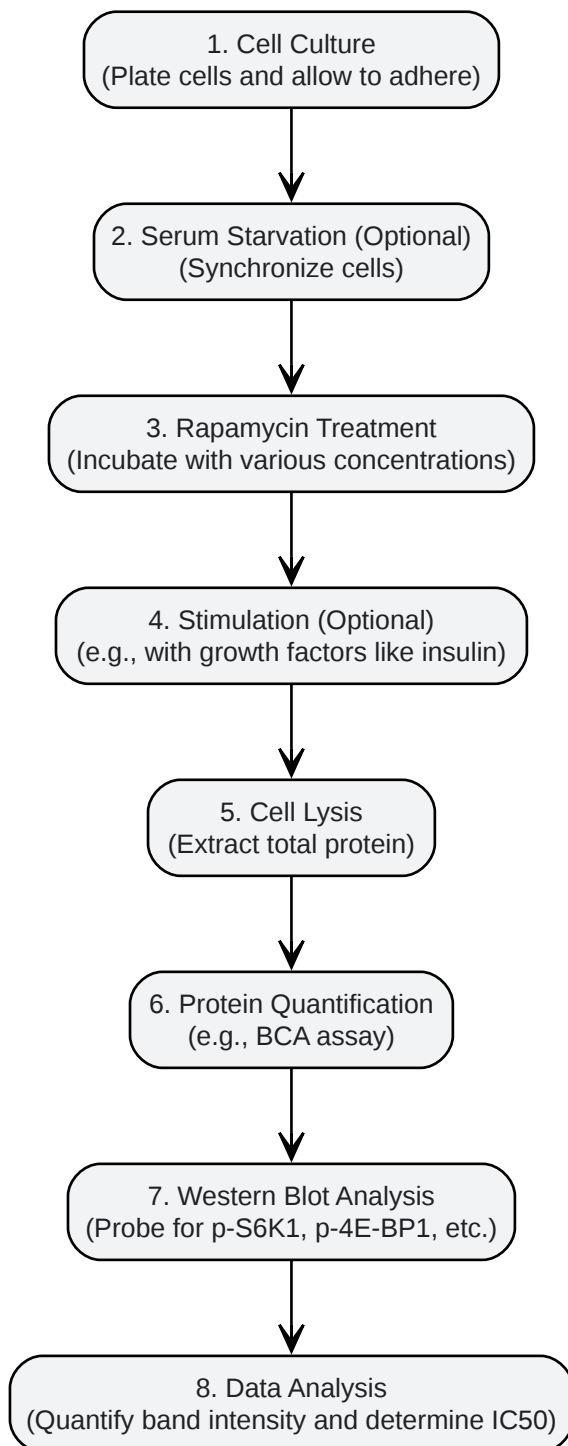 1. Cell Culture
(Plate cells and allow to adhere)
2. Serum Starvation (Optional)
(Synchronize cells)
3. Rapamycin Treatment
(Incubate with various concentrations)
4. Stimulation (Optional)
(e.g., with growth factors like insulin)
5. Cell Lysis
(Extract total protein)
6. Protein Quantification
(e.g., BCA assay)
7. Western Blot Analysis
(Probe for p-S6K1, p-4E-BP1, etc.)
8. Data Analysis
(Quantify band intensity and determine IC50)